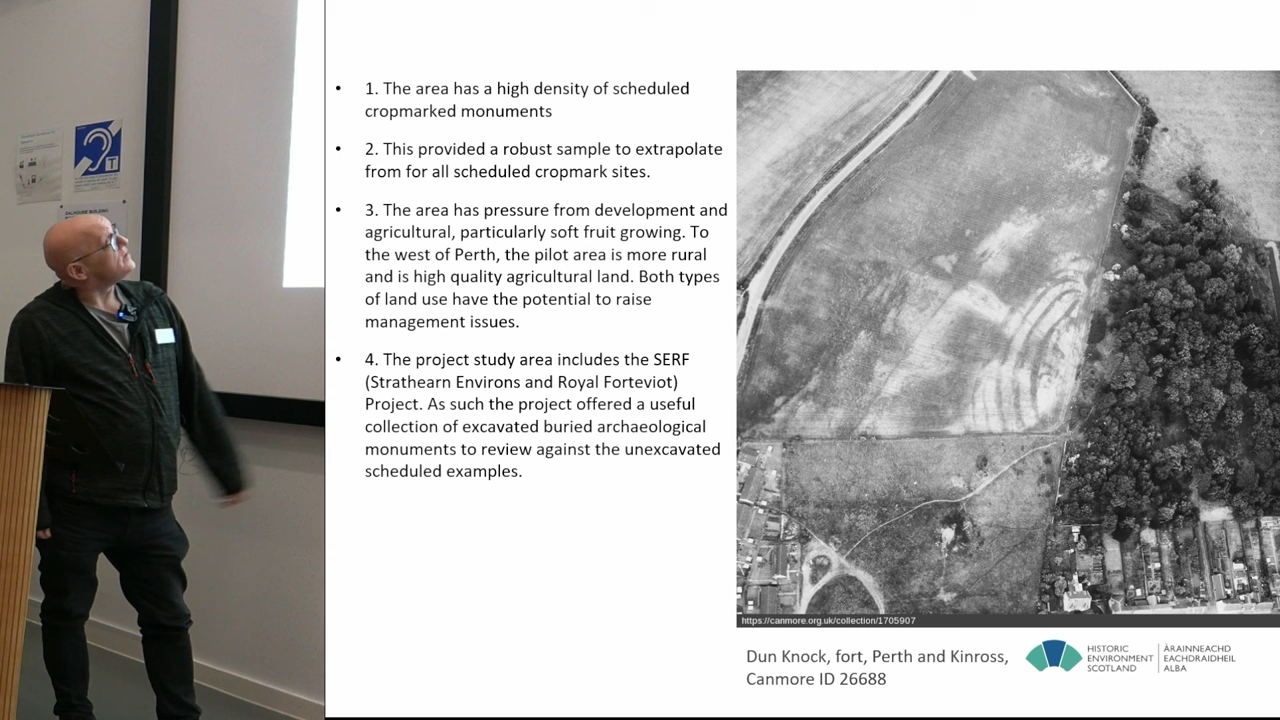 • 1. The area has a high density of scheduled
cropmarked monuments
• 2. This provided a robust sample to extrapolate
from for all scheduled cropmark sites.
• 3. The area has pressure from development and
agricultural, particularly soft fruit growing. To
the west of Perth, the pilot area is more rural
and is high quality agricultural land. Both types
of land use have the potential to raise
management issues.
• 4. The project study area includes the SERF
(Strathearn Environs and Royal Forteviot)
Project. As such the project offered a useful
collection of excavated buried archaeological
monuments to review against the unexcavated
scheduled examples.
https://canmore.org.uk/collection/1705907
Dun Knock, fort, Perth and Kinross,
Canmore ID 26688
HISTORIC
ENVIRONMENT
SCOTLAND
ÀRAINNEACHD
EACHDRAIDHEIL
ALBA
DALHOUSIE BUILDING
T